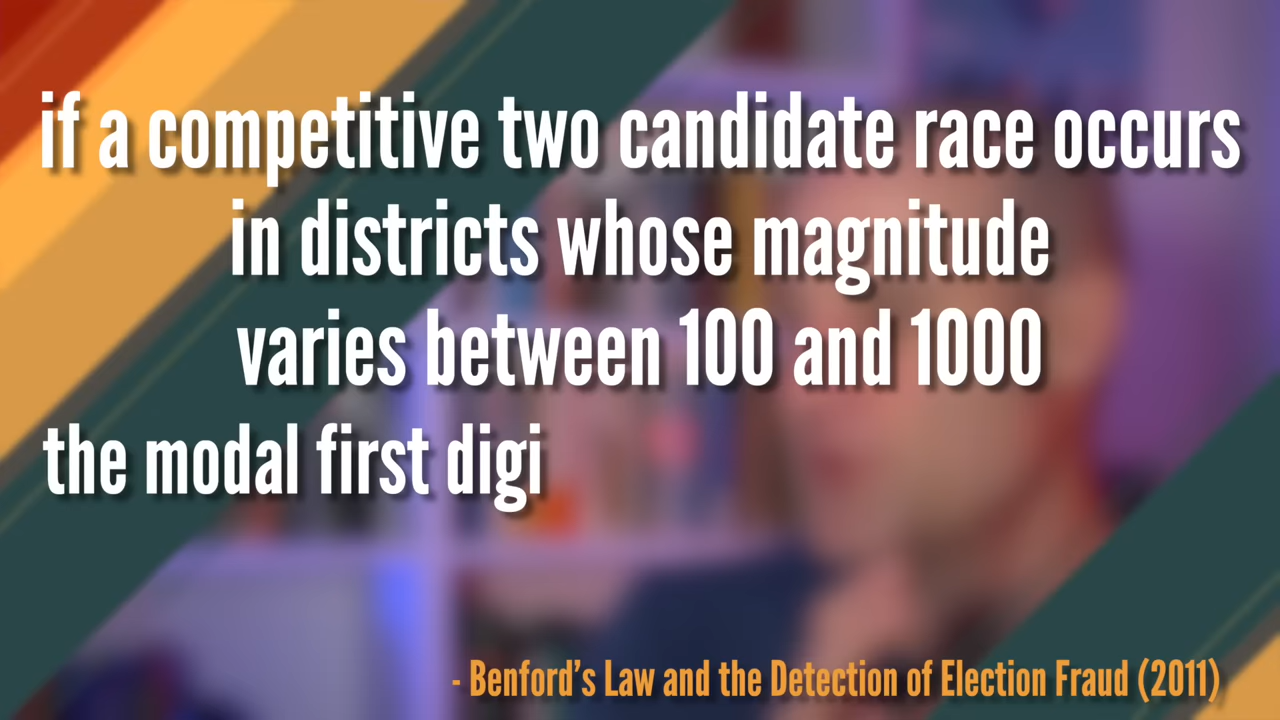 if a competitive two candidate race occurs
in districts whose magnitude
varies between 100 and 1000
the modal first digi
- Benford's Law and the Detection of Election Fraud (2011)